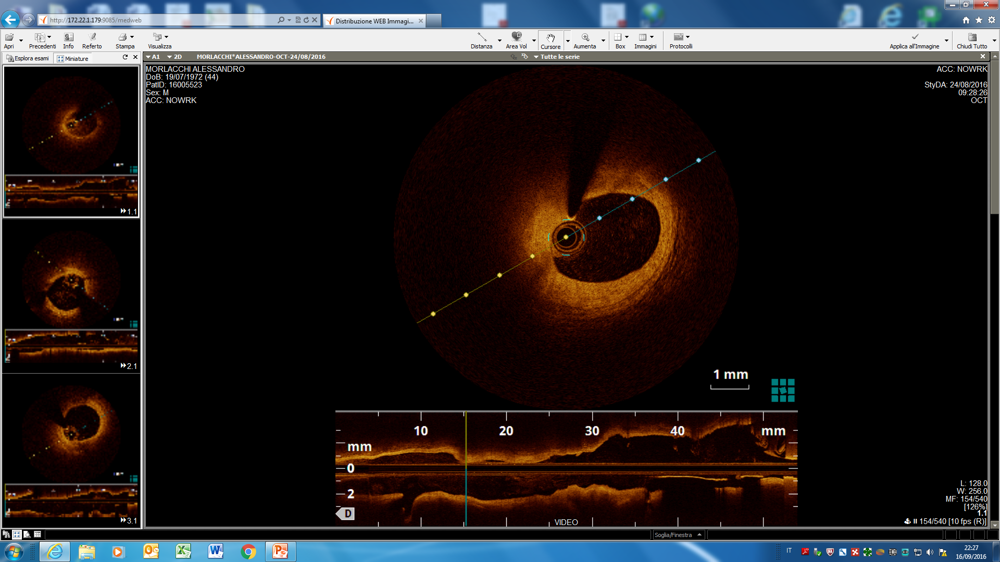 http://172.22.1.179:9085/medweb
Distribuzione WEB Immagi...
Apri
Precedenti
Info
Referto
Stampa
Visualizza
Distanza
Area Vol
Cursore
Aumenta
Box
Immagini
Protocolli
Applica all'Immagine
Chiudi Tutto
Esplora esami
Miniature
A1
2D
MORLACCHI*ALESSANDRO-OCT-24/08/2016
Tutte le serie
MORLACCHI ALESSANDRO
DoB: 19/07/1972 (44)
PatID: 16005523
Sex: M
ACC: NOWRK
ACC: NOWRK
StyDA: 24/08/2016
09:28:26
OCT
1.1
2.1
3.1
1 mm
10
20
30
40
mm
mm
0
2
D
VIDEO
L: 128.0
W: 256.0
MF: 154/540
[126%]
1.1
154/540 [10 fps (R)]
Soglia/Finestra
IT
22:27
16/09/2016